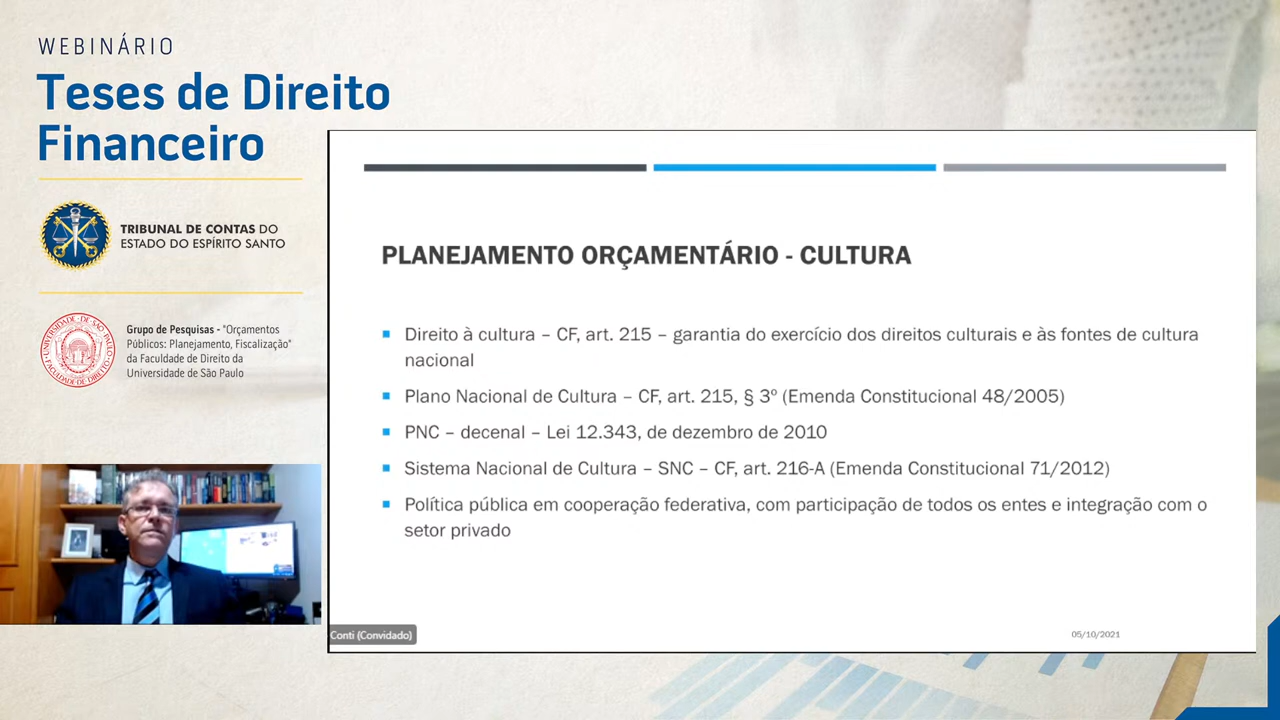 WEBINÁRIO
Teses de Direito
Financeiro
TRIBUNAL DE CONTAS DO
ESTADO DO ESPÍRITO SANTO
Grupo de Pesquisas - "Orçamentos
Públicos: Planejamento, Fiscalização"
da Faculdade de Direito da
Universidade de São Paulo
PLANEJAMENTO ORÇAMENTÁRIO - CULTURA
Direito à cultura – CF, art. 215 – garantia do exercício dos direitos culturais e às fontes de cultura
nacional
Plano Nacional de Cultura – CF, art. 215, § 3º (Emenda Constitucional 48/2005)
PNC – decenal – Lei 12.343, de dezembro de 2010
Sistema Nacional de Cultura – SNC – CF, art. 216-A (Emenda Constitucional 71/2012)
Política pública em cooperação federativa, com participação de todos os entes e integração com o
setor privado
Conti (Convidado)
05/10/2021